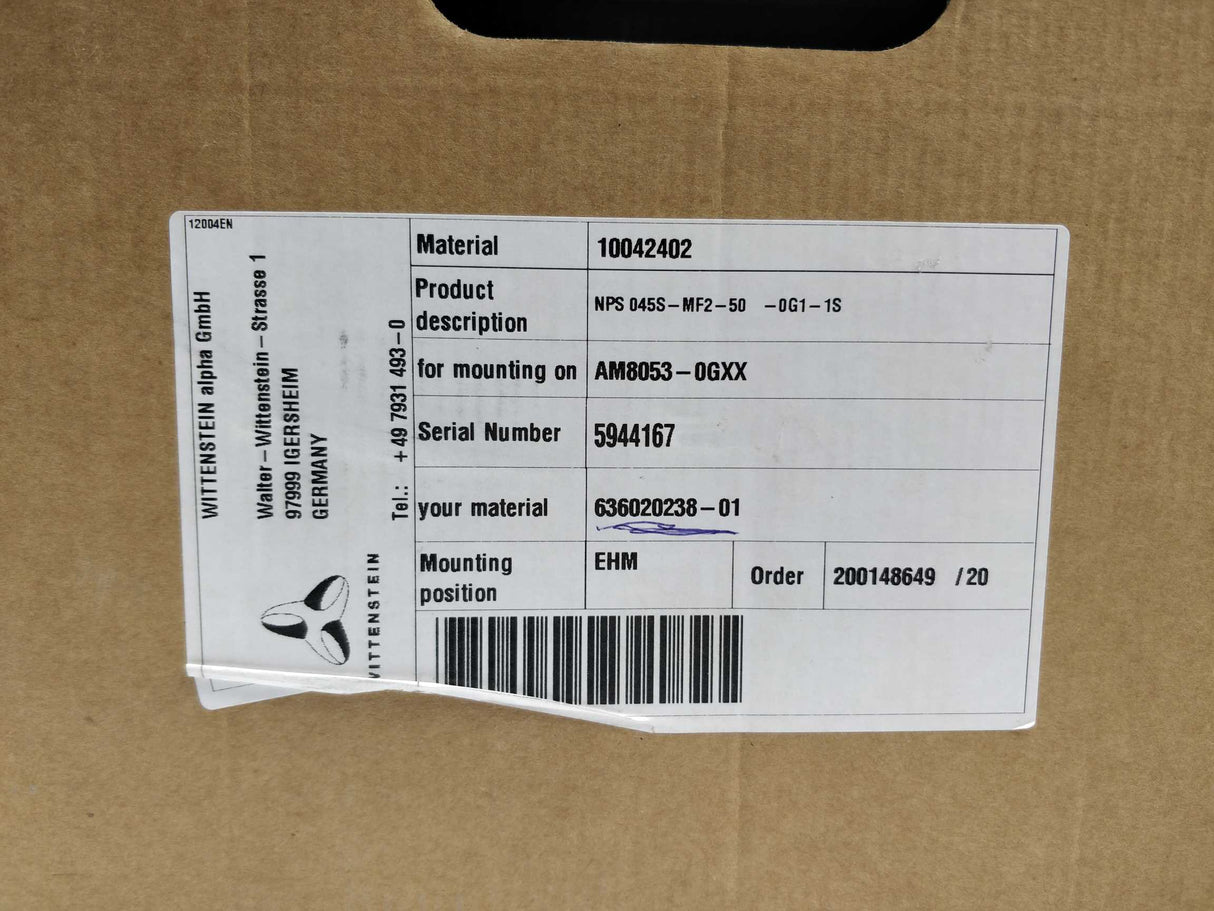 12004EN
WITTENSTEIN alpha GmbH
Walter-Wittenstein-Strasse 1
97999 IGERSHEIM
GERMANY
Tel.: +49 7931 493-0
WITTENSTEIN
Material 10042402
Product description NPS 045S-MF2-50 -0G1-1S
for mounting on AM8053-0GXX
Serial Number 5944167
your material 636020238-01
Mounting position EHM Order 200148649 /20